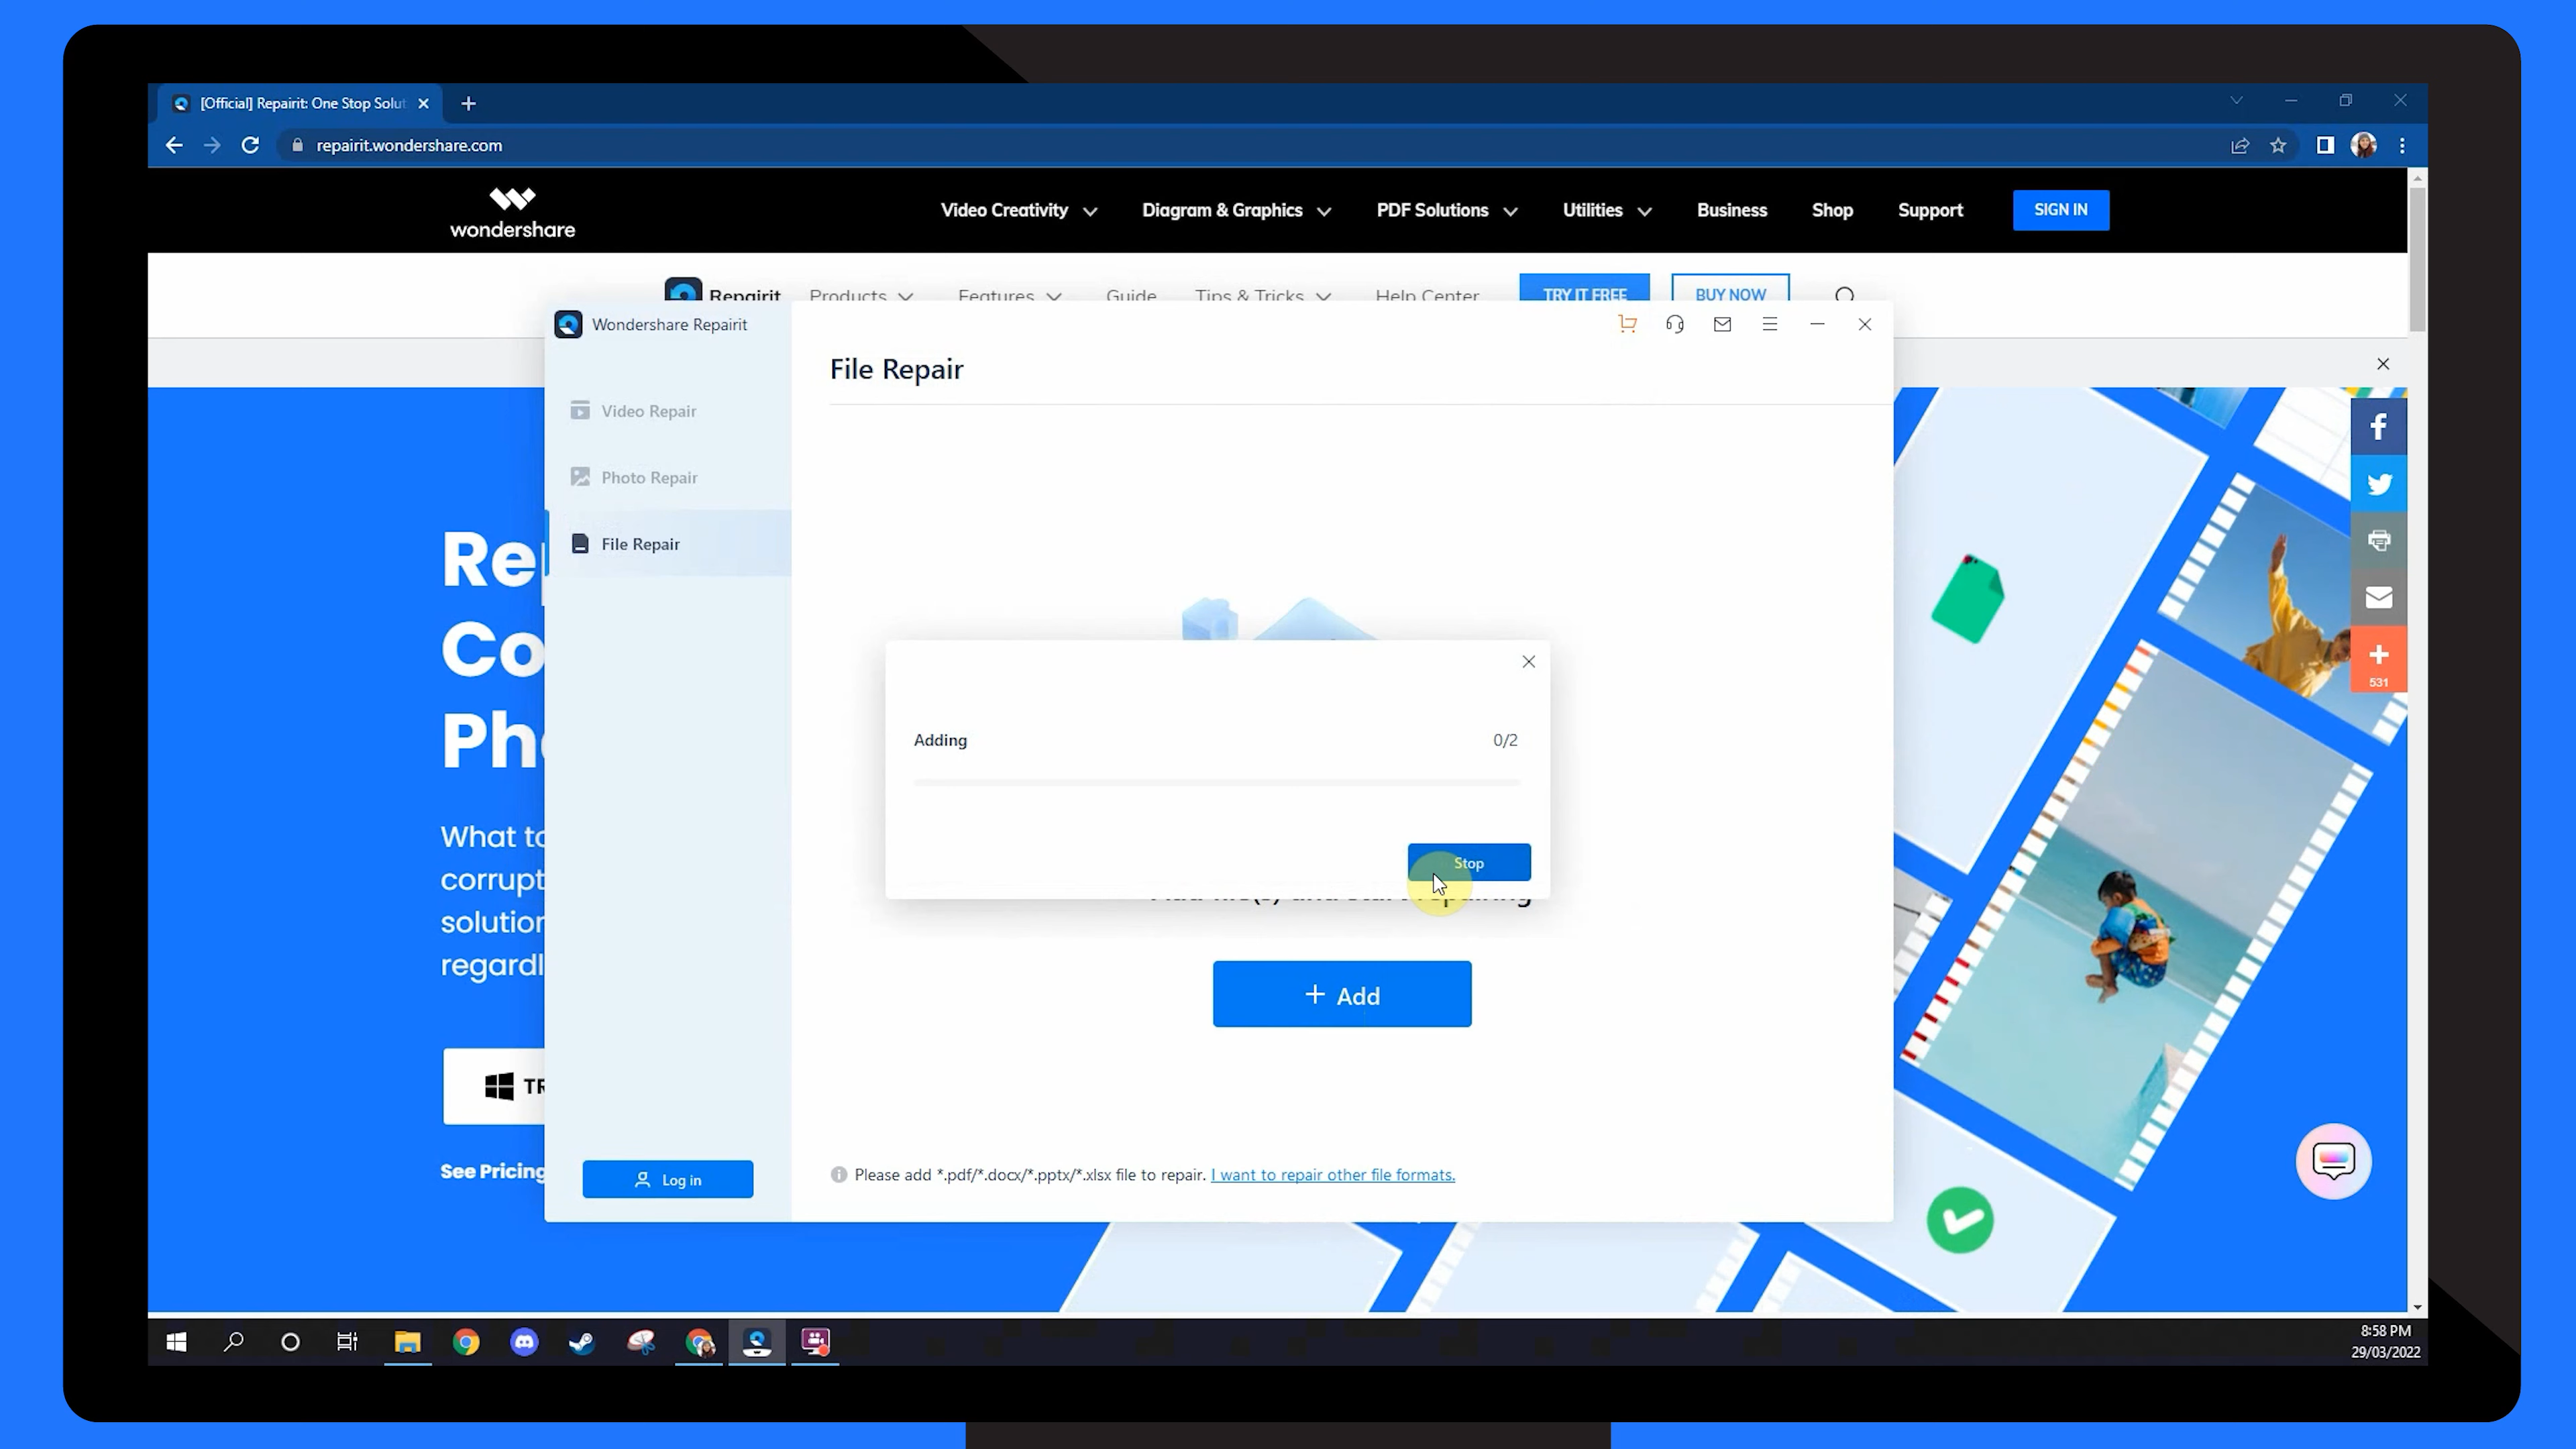 [Official] Repairit: One Stop Solut
repairit.wondershare.com
wondershare
Video Creativity
Diagram & Graphics
PDF Solutions
Utilities
Business
Shop
Support
SIGN IN
Repairit
Products
Features
Guide
Tips & Tricks
Help Center
TRY IT FREE
BUY NOW
Wondershare Repairit
File Repair
Video Repair
Photo Repair
File Repair
Re
Co
Pho
What to
corrupt
solution
regardl
TR
See Pricing
Adding
0/2
Stop
+ Add
Log in
Please add *.pdf/*.docx/*.pptx/*.xlsx file to repair. I want to repair other file formats.
531
8:58 PM
29/03/2022